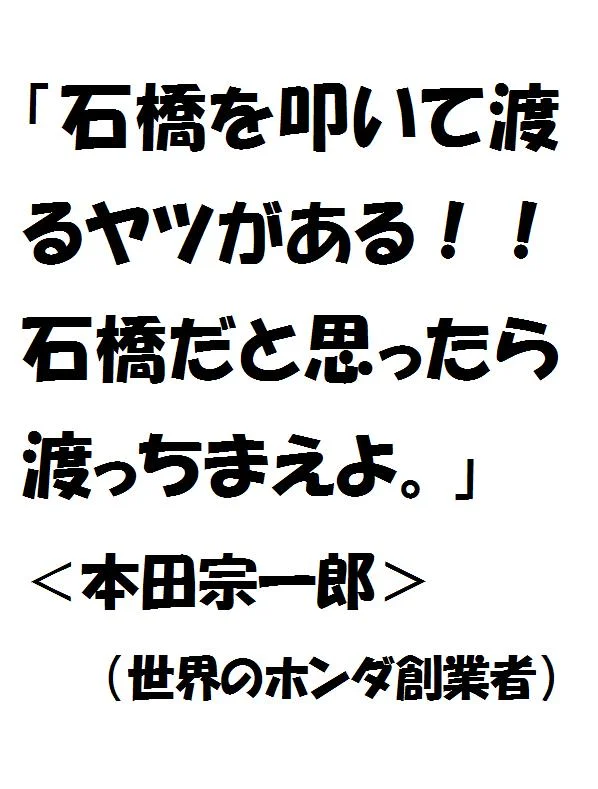 「石橋を叩いて渡
るヤツがある！！
石橋だと思ったら
渡っちまえよ。」
＜本田宗一郎＞
（世界のホンダ創業者）